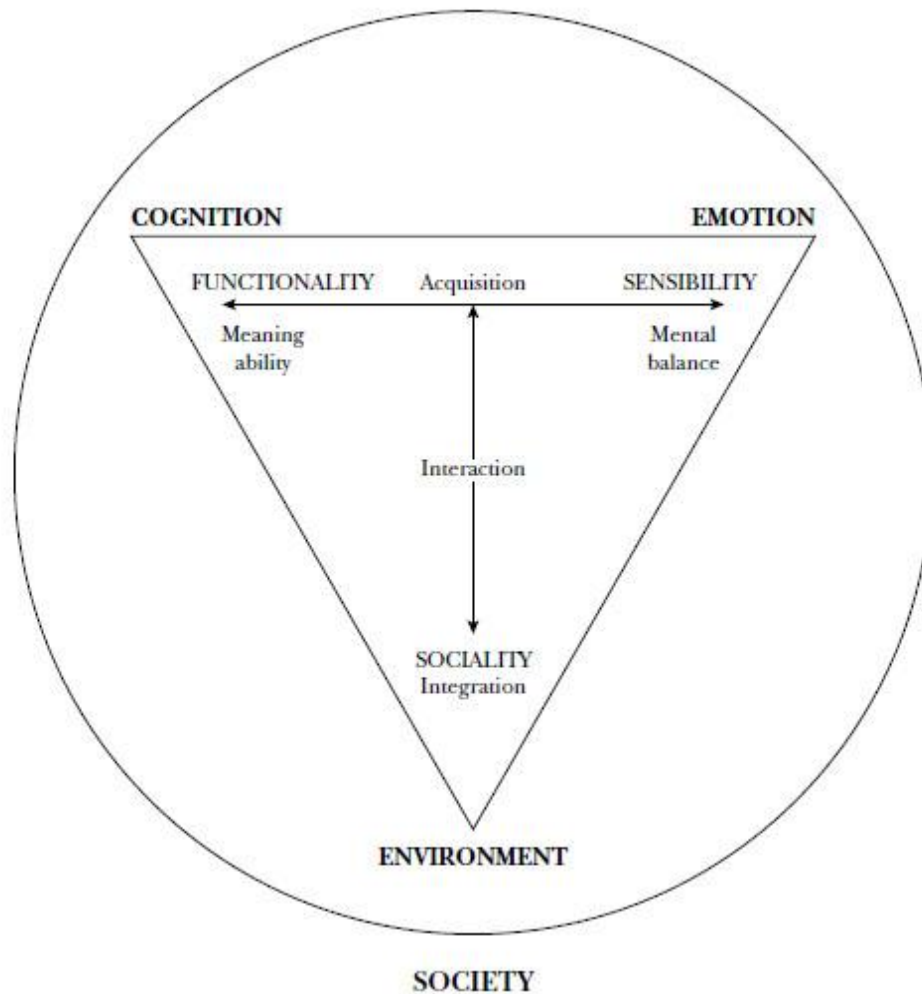 COGNITION EMOTION
FUNCTIONALITY Acquisition SENSIBILITY
Meaning Mental
ability balance
Interaction
SOCIALITY
Integration
ENVIRONMENT
SOCIETY